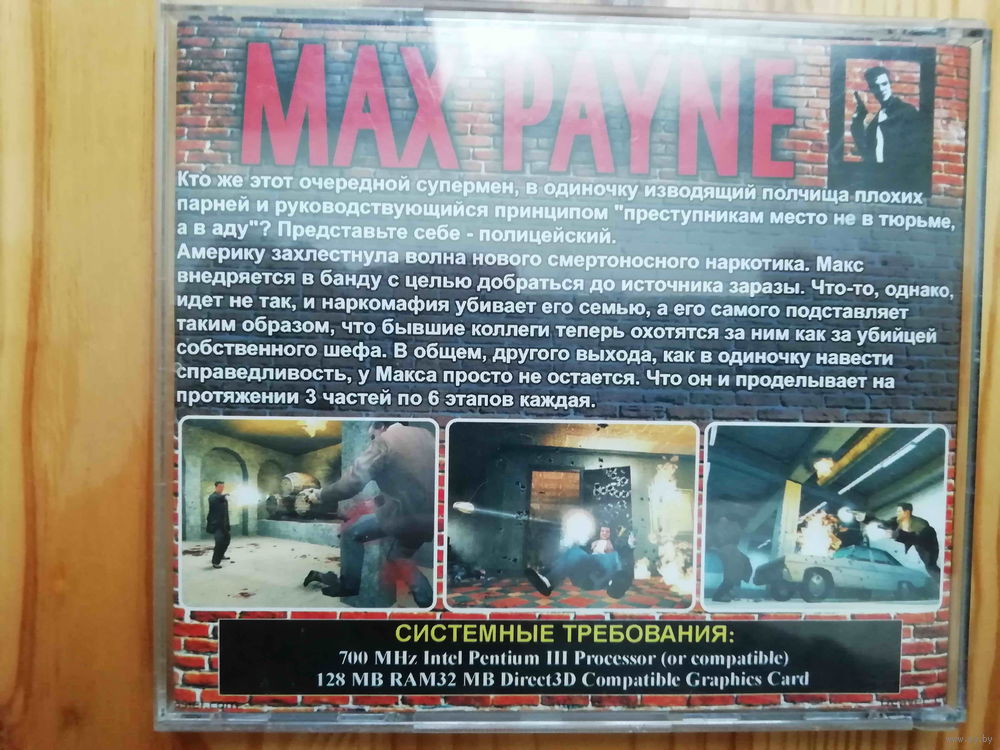 MAX PAYNE
Кто же этот очередной супермен, в одиночку изводящий полчища плохих
парней и руководствующийся принципом "преступникам место не в тюрьме,
а в аду"? Представьте себе - полицейский.
Америку захлестнула волна нового смертоносного наркотика. Макс
внедряется в банду с целью добраться до источника заразы. Что-то, однако,
идет не так, и наркомафия убивает его семью, а его самого подставляет
таким образом, что бывшие коллеги теперь охотятся за ним как за убийцей
собственного шефа. В общем, другого выхода, как в одиночку навести
справедливость, у Макса просто не остается. Что он и проделывает на
протяжении 3 частей по 6 этапов каждая.
СИСТЕМНЫЕ ТРЕБОВАНИЯ:
700 MHz Intel Pentium III Processor (or compatible)
128 MB RAM32 MB Direct3D Compatible Graphics Card